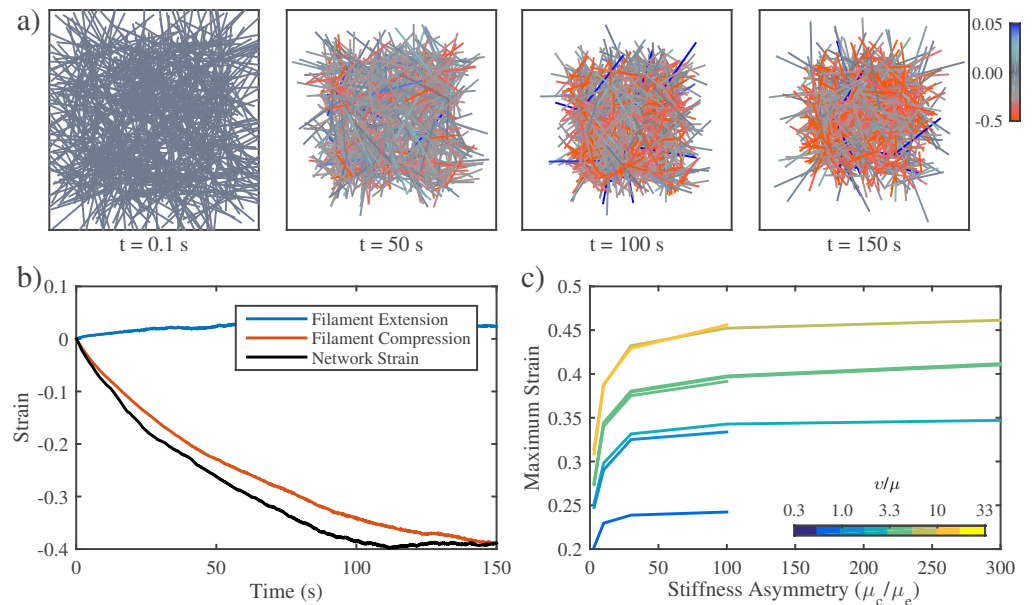 a)
0.05
0.00
-0.5
t = 0.1 s
t = 50 s
t = 100 s
t = 150 s
b)
0.1
0
-0.1
-0.2
-0.3
-0.4
Strain
Filament Extension
Filament Compression
Network Strain
0
50
100
150
Time (s)
c)
0.5
0.45
0.4
0.35
0.3
0.25
0.2
Maximum Strain
υ/μ
0.3
1.0
3.3
10
33
0
50
100
150
200
250
300
Stiffness Asymmetry (μc/μe)